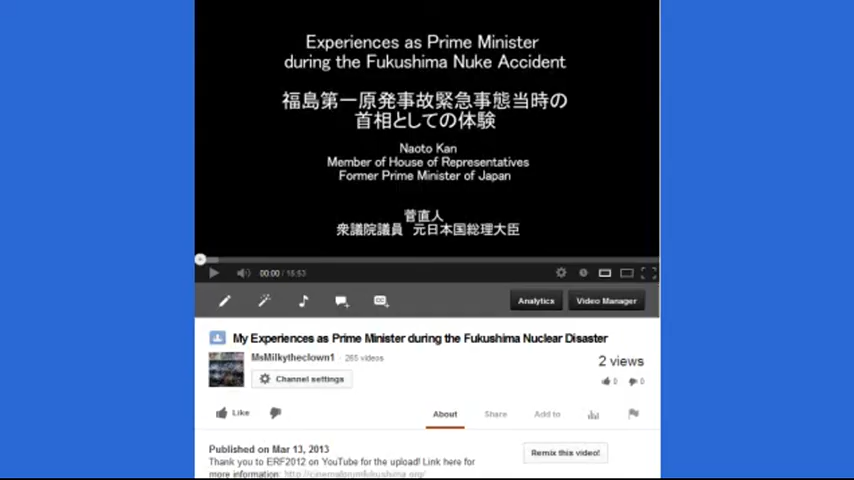 Experiences as Prime Minister
during the Fukushima Nuke Accident
福島第一原発事故緊急事態当時の
首相としての体験
Naoto Kan
Member of House of Representatives
Former Prime Minister of Japan
菅直人
衆議院議員 元日本国総理大臣
00:00 / 16:53
Analytics
Video Manager
My Experiences as Prime Minister during the Fukushima Nuclear Disaster
MsMilkytheclown1 · 265 videos
2 views
Channel settings
0 0
Like
About
Share
Add to
Published on Mar 13, 2013
Thank you to ERF2012 on YouTube for the upload! Link here for
more information: http://cinemaforumfukushima.org/
Remix this video!